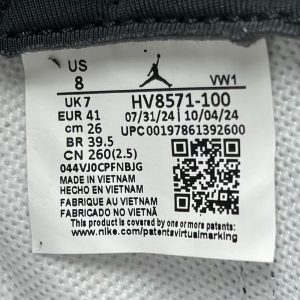 US
8
VW1
UK 7 HV8571-100
EUR 41 07/31/24 10/04/24
cm 26 UPC00197861392600
BR 39.5
CN 260(2.5)
044VJ0CPFNBJG
MADE IN VIETNAM
HECHO EN VIETNAM
FABRIQUE AU VIETNAM
FABRICADO NO VIETNÃ
This product is covered by one or more patents:
www.nike.com/patentsvirtualmarking